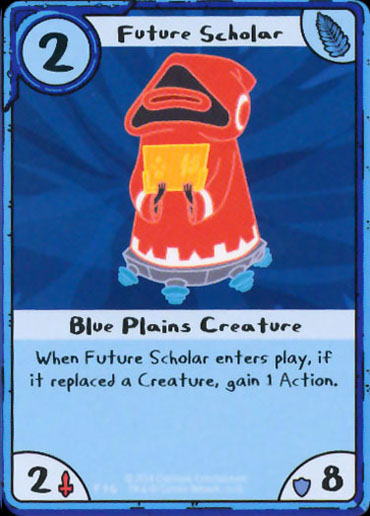 2
Future Scholar
Blue Plains Creature
When Future Scholar enters play, if
it replaced a Creature, gain 1 Action.
2
8